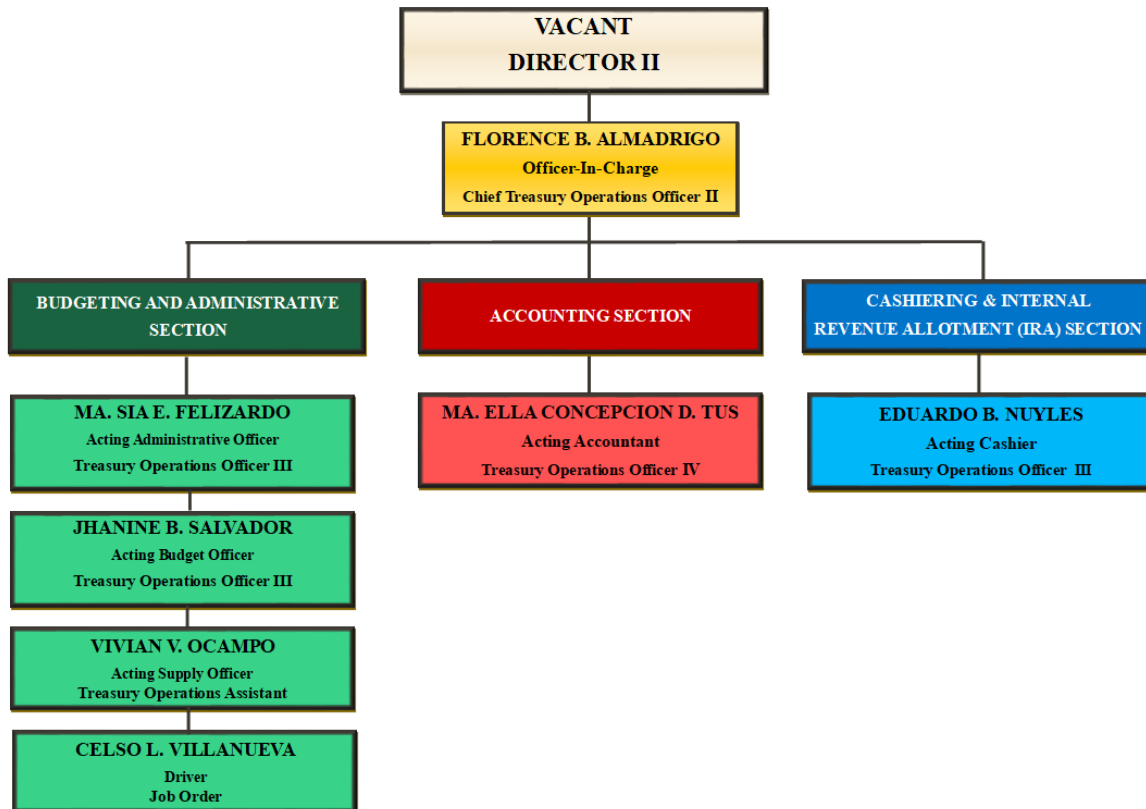 VACANT
DIRECTOR II
FLORENCE B. ALMADRIGO
Officer-In-Charge
Chief Treasury Operations Officer II
BUDGETING AND ADMINISTRATIVE
SECTION
ACCOUNTING SECTION
CASHIERING & INTERNAL
REVENUE ALLOTMENT (IRA) SECTION
MA. SIA E. FELIZARDO
Acting Administrative Officer
Treasury Operations Officer III
MA. ELLA CONCEPCION D. TUS
Acting Accountant
Treasury Operations Officer IV
EDUARDO B. NUYLES
Acting Cashier
Treasury Operations Officer III
JHANINE B. SALVADOR
Acting Budget Officer
Treasury Operations Officer III
VIVIAN V. OCAMPO
Acting Supply Officer
Treasury Operations Assistant
CELSO L. VILLANUEVA
Driver
Job Order